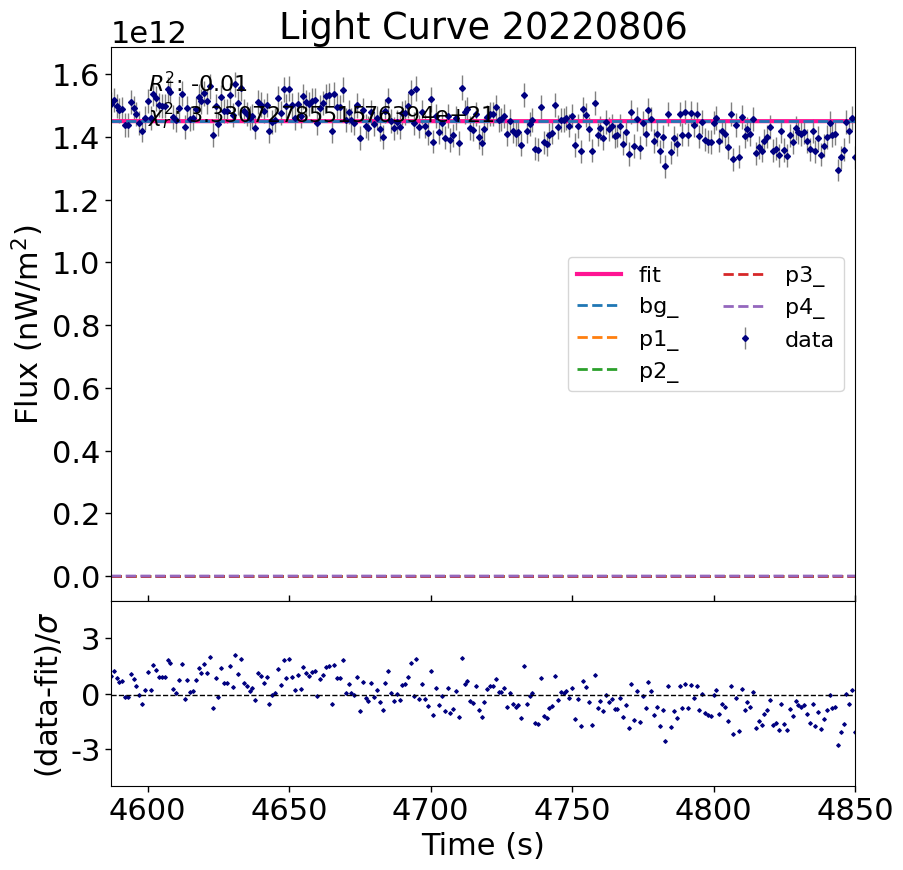 Light Curve 20220806
1e12
R²: -0.01
1.6
1.4
1.2
1.0
0.8
0.6
0.4
0.2
0.0
Flux (nW/m²)
fit
bg_
p1_
p2_
p3_
p4_
data
3
0
-3
(data-fit)/σ
4600 4650 4700 4750 4800 4850
Time (s)